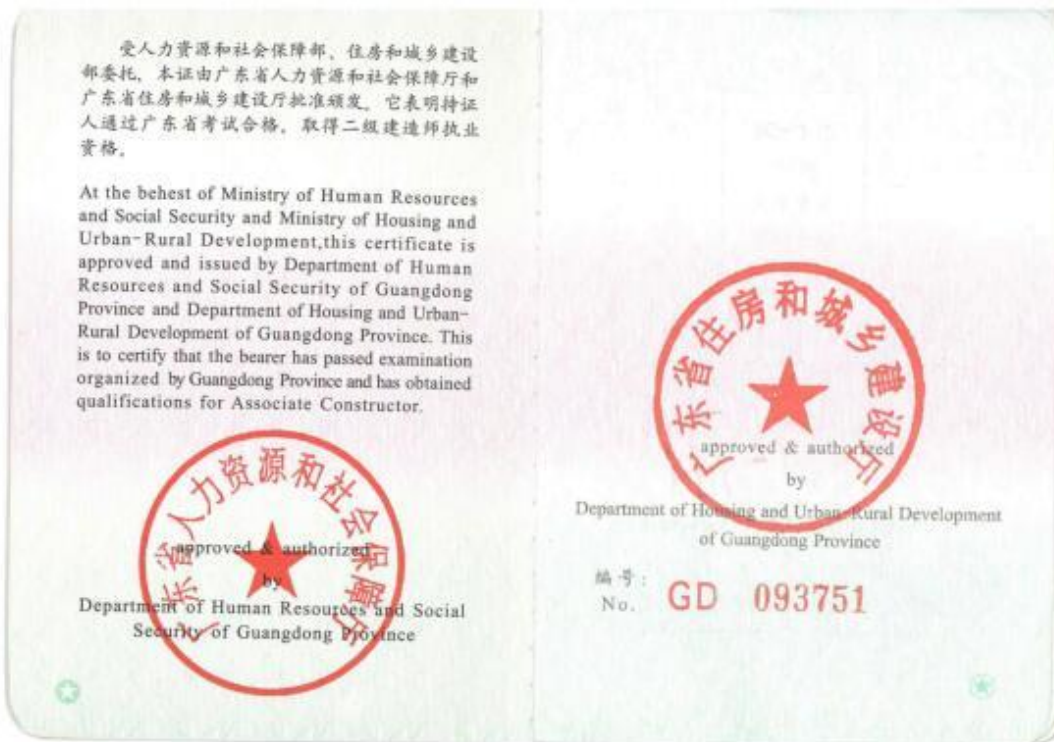 受人力资源和社会保障部、住房和城乡建设
部委托，本证由广东省人力资源和社会保障厅和
广东省住房和城乡建设厅批准颁发，它表明持证
人通过广东省考试合格，取得二级建造师执业
资格。
At the behest of Ministry of Human Resources
and Social Security and Ministry of Housing and
Urban-Rural Development,this certificate is
approved and issued by Department of Human
Resources and Social Security of Guangdong
Province and Department of Housing and Urban-
Rural Development of Guangdong Province. This
is to certify that the bearer has passed examination
organized by Guangdong Province and has obtained
qualifications for Associate Constructor.
广东省人力资源和社会保障厅
approved & authorized
by
Department of Human Resources and Social
Security of Guangdong Province
广东省住房和城乡建设厅
approved & authorized
by
Department of Housing and Urban-Rural Development
of Guangdong Province
编号：
No. GD 093751